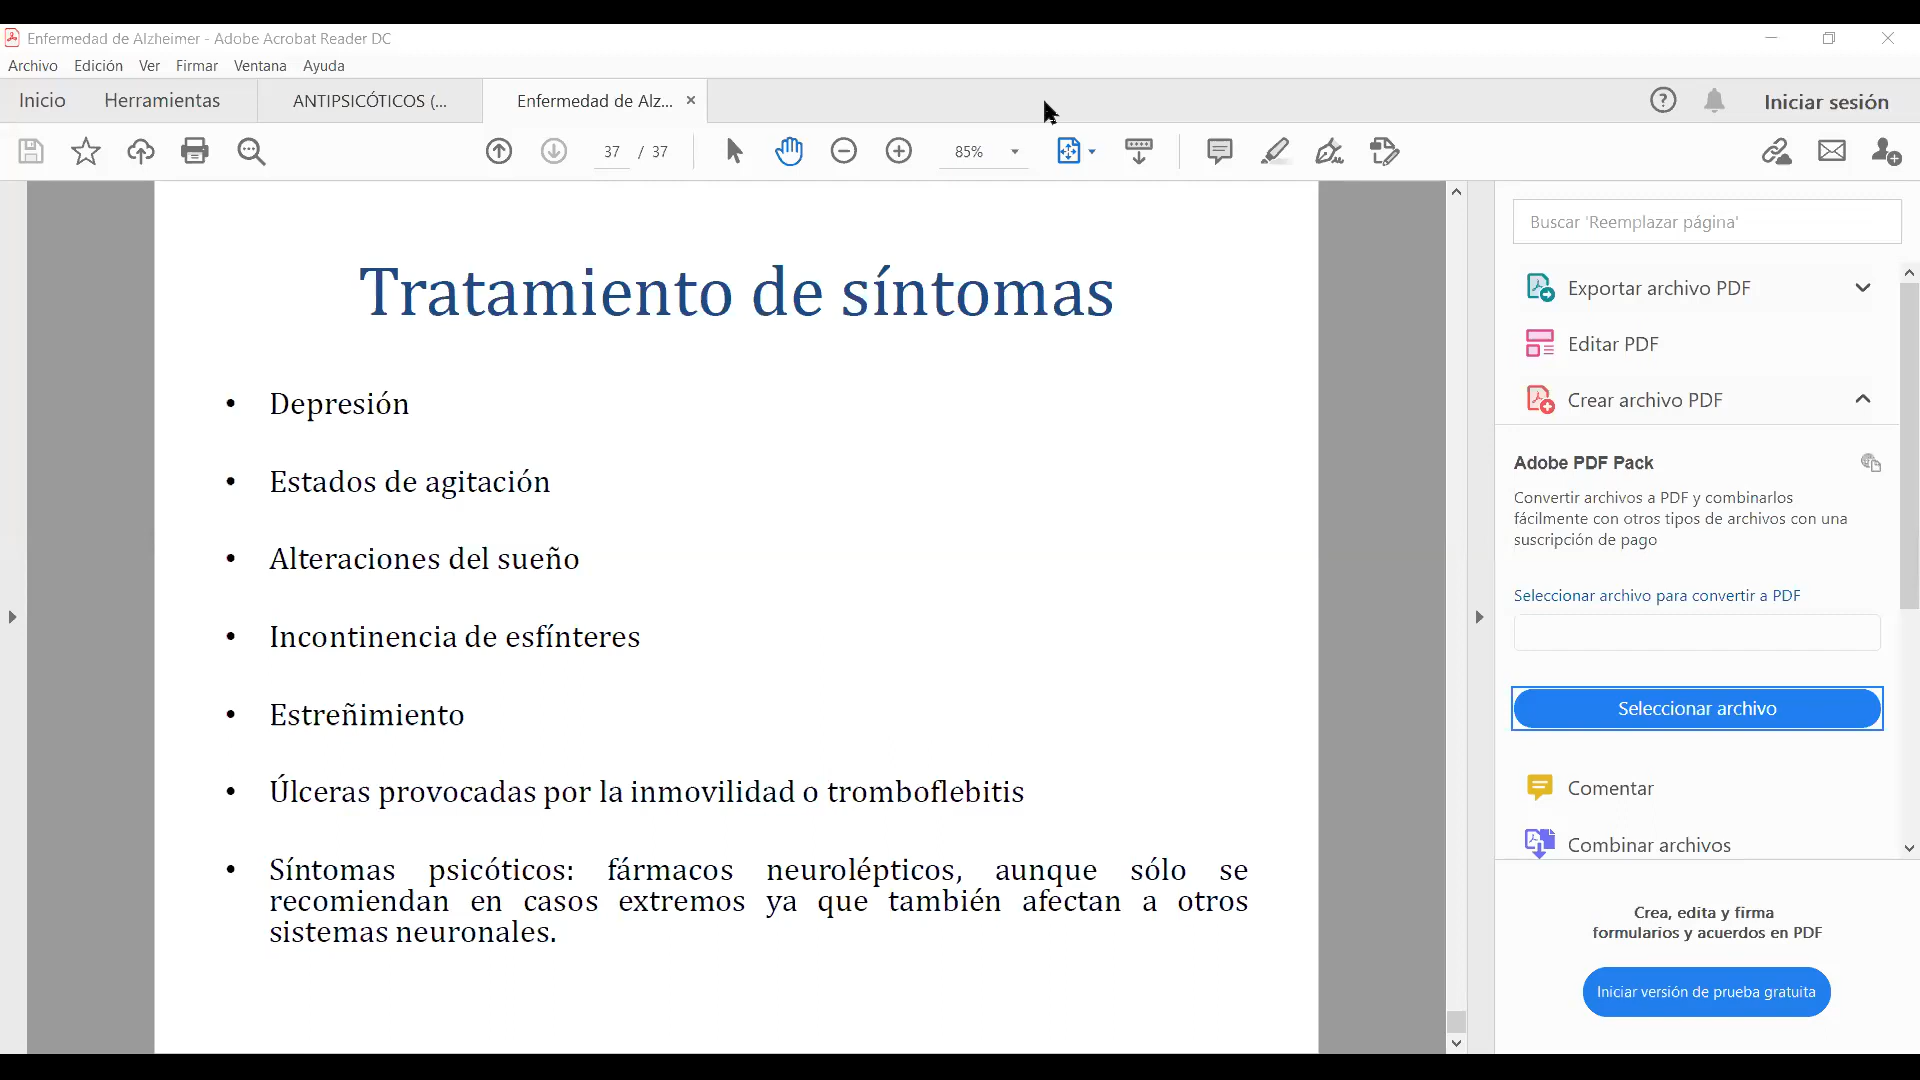 Enfermedad de Alzheimer - Adobe Acrobat Reader DC
Archivo Edición Ver Firmar Ventana Ayuda
Inicio Herramientas ANTIPSICÓTICOS (... Enfermedad de Alz... × Iniciar sesión
37 / 37 85%
Tratamiento de síntomas
• Depresión
• Estados de agitación
• Alteraciones del sueño
• Incontinencia de esfínteres
• Estreñimiento
• Úlceras provocadas por la inmovilidad o tromboflebitis
• Síntomas psicóticos: fármacos neurolépticos, aunque sólo se
recomiendan en casos extremos ya que también afectan a otros
sistemas neuronales.
Buscar 'Reemplazar página'
Exportar archivo PDF
Editar PDF
Crear archivo PDF
Adobe PDF Pack
Convertir archivos a PDF y combinarlos
fácilmente con otros tipos de archivos con una
suscripción de pago
Seleccionar archivo para convertir a PDF
Seleccionar archivo
Comentar
Combinar archivos
Crea, edita y firma
formularios y acuerdos en PDF
Iniciar versión de prueba gratuita